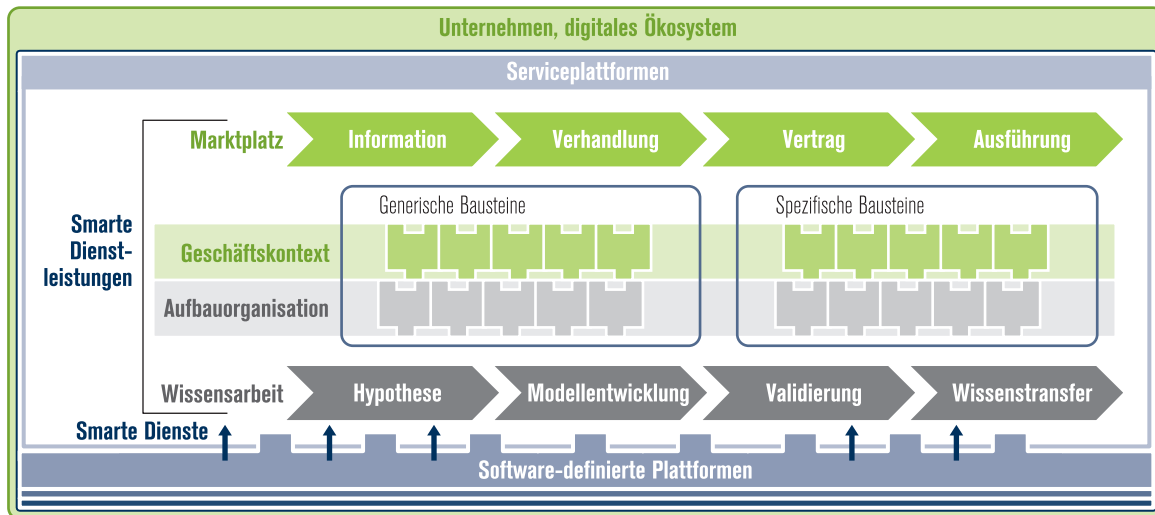 Unternehmen, digitales Ökosystem
Serviceplattformen
Marktplatz
Information
Verhandlung
Vertrag
Ausführung
Generische Bausteine
Spezifische Bausteine
Smarte
Dienst-
leistungen
Geschäftskontext
Aufbauorganisation
Wissensarbeit
Hypothese
Modellentwicklung
Validierung
Wissenstransfer
Smarte Dienste
Software-definierte Plattformen